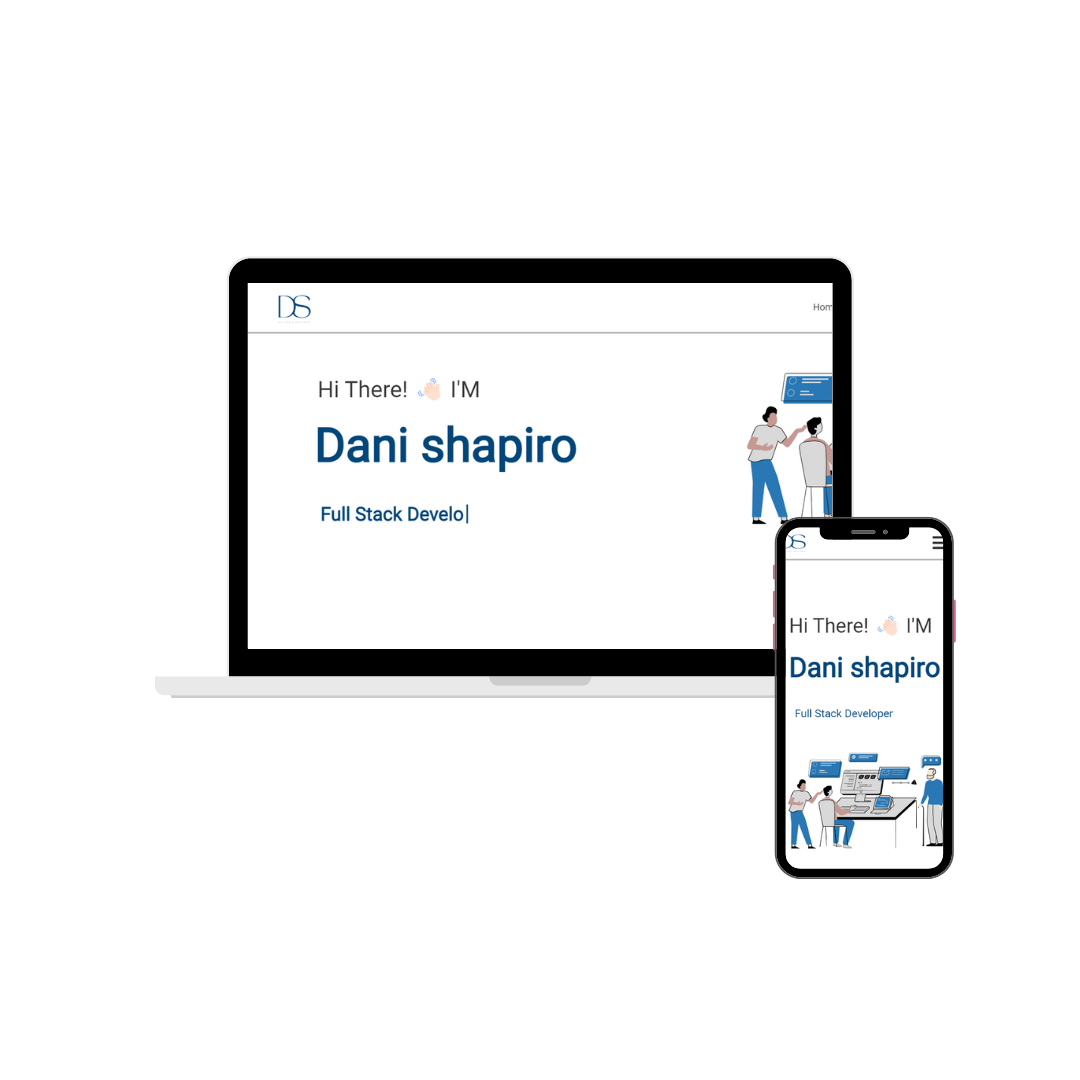 DS
Hom
Hi There! 👋🏻 I'M
Dani shapiro
Full Stack Develo|
DS
Hi There! 👋🏻 I'M
Dani shapiro
Full Stack Developer